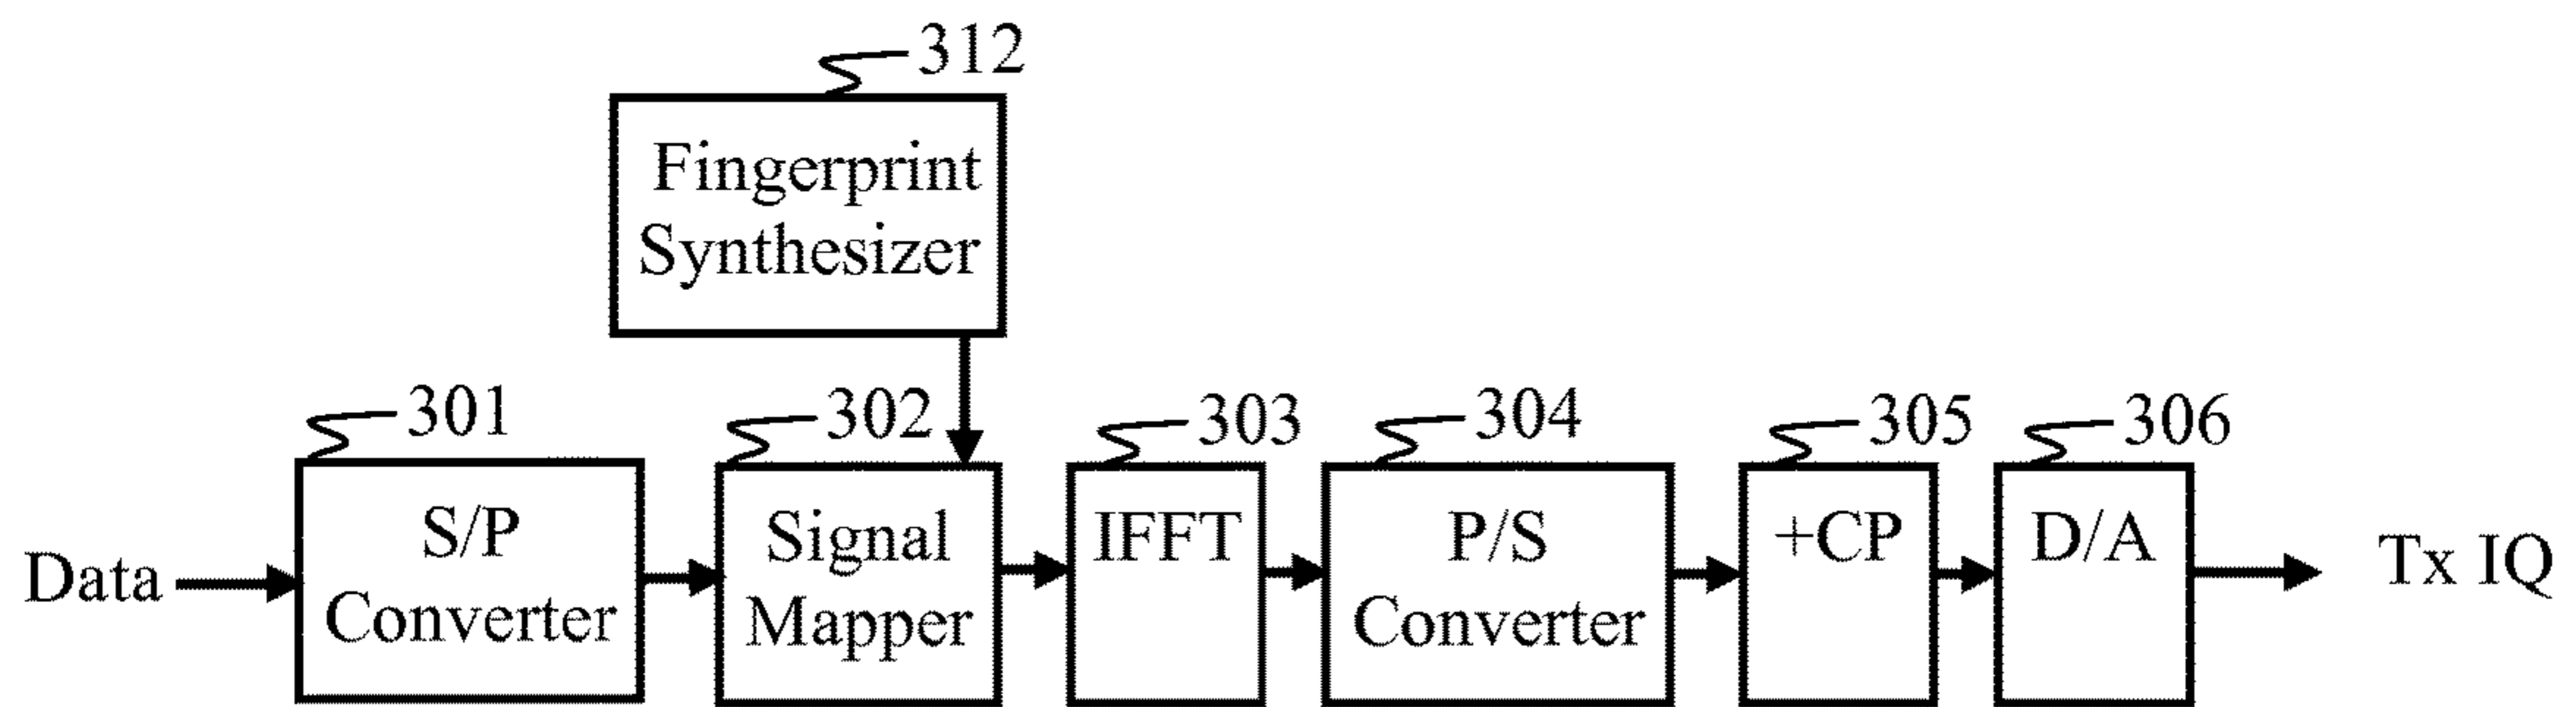 312
Fingerprint
Synthesizer
301
302
303
304
305
306
Data
S/P
Converter
Signal
Mapper
IFFT
P/S
Converter
+CP
D/A
Tx IQ